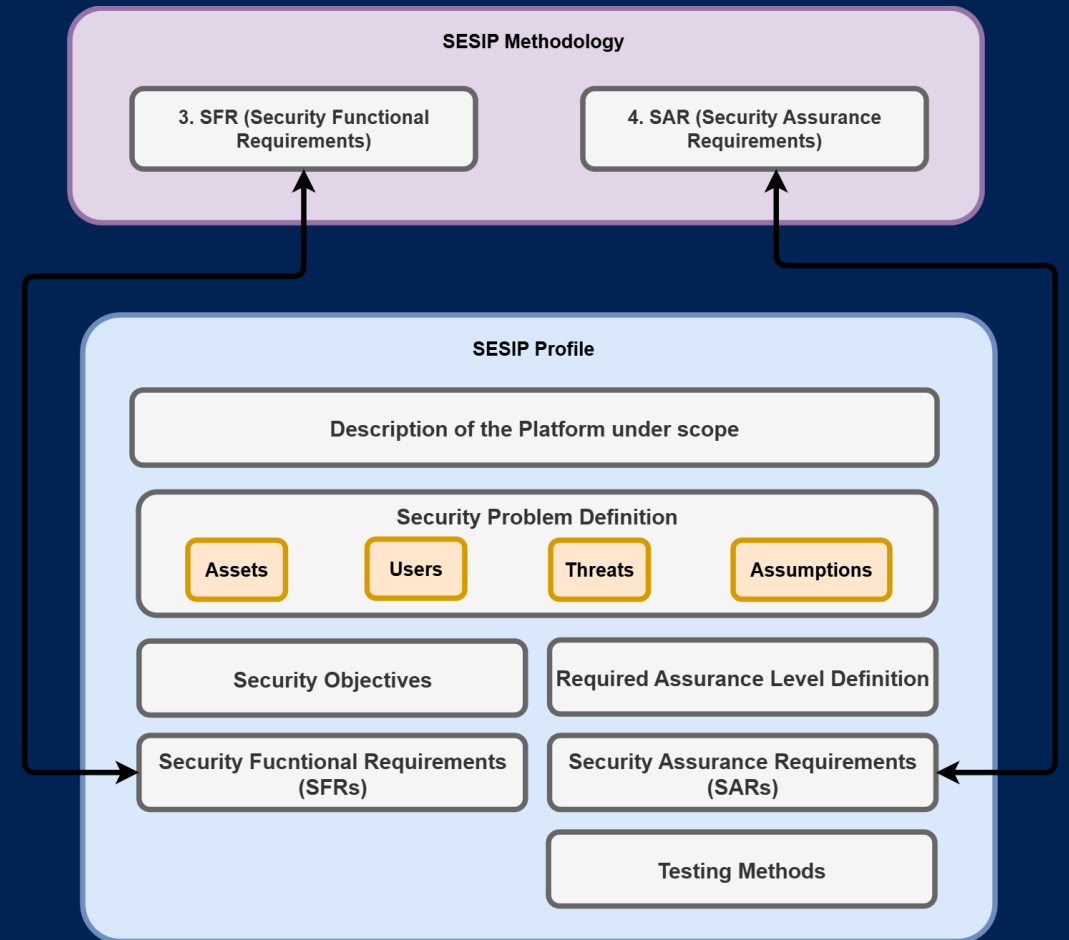 SESIP Methodology
3. SFR (Security Functional
Requirements)
4. SAR (Security Assurance
Requirements)
SESIP Profile
Description of the Platform under scope
Security Problem Definition
Assets
Users
Threats
Assumptions
Security Objectives
Required Assurance Level Definition
Security Fucntional Requirements
(SFRs)
Security Assurance Requirements
(SARs)
Testing Methods